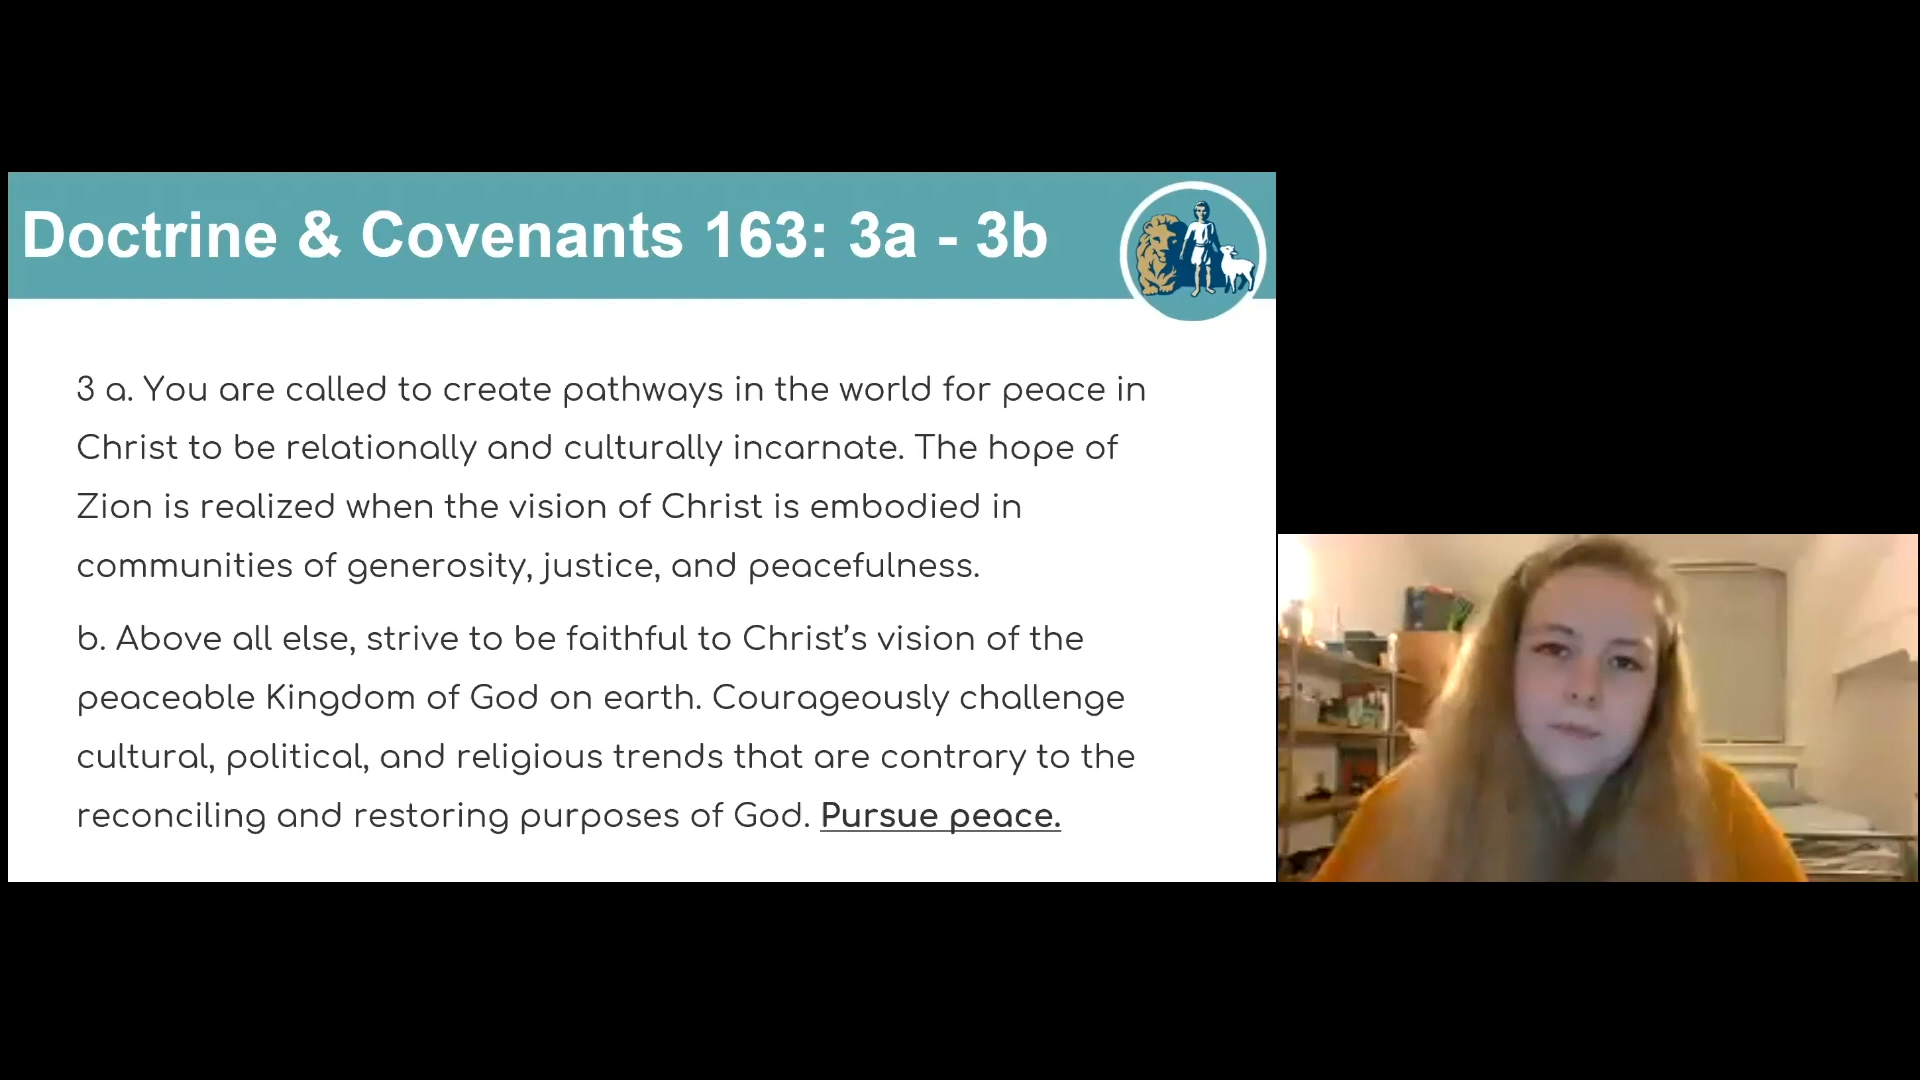 Doctrine & Covenants 163: 3a - 3b
3 a. You are called to create pathways in the world for peace in
Christ to be relationally and culturally incarnate. The hope of
Zion is realized when the vision of Christ is embodied in
communities of generosity, justice, and peacefulness.
b. Above all else, strive to be faithful to Christ’s vision of the
peaceable Kingdom of God on earth. Courageously challenge
cultural, political, and religious trends that are contrary to the
reconciling and restoring purposes of God. Pursue peace.